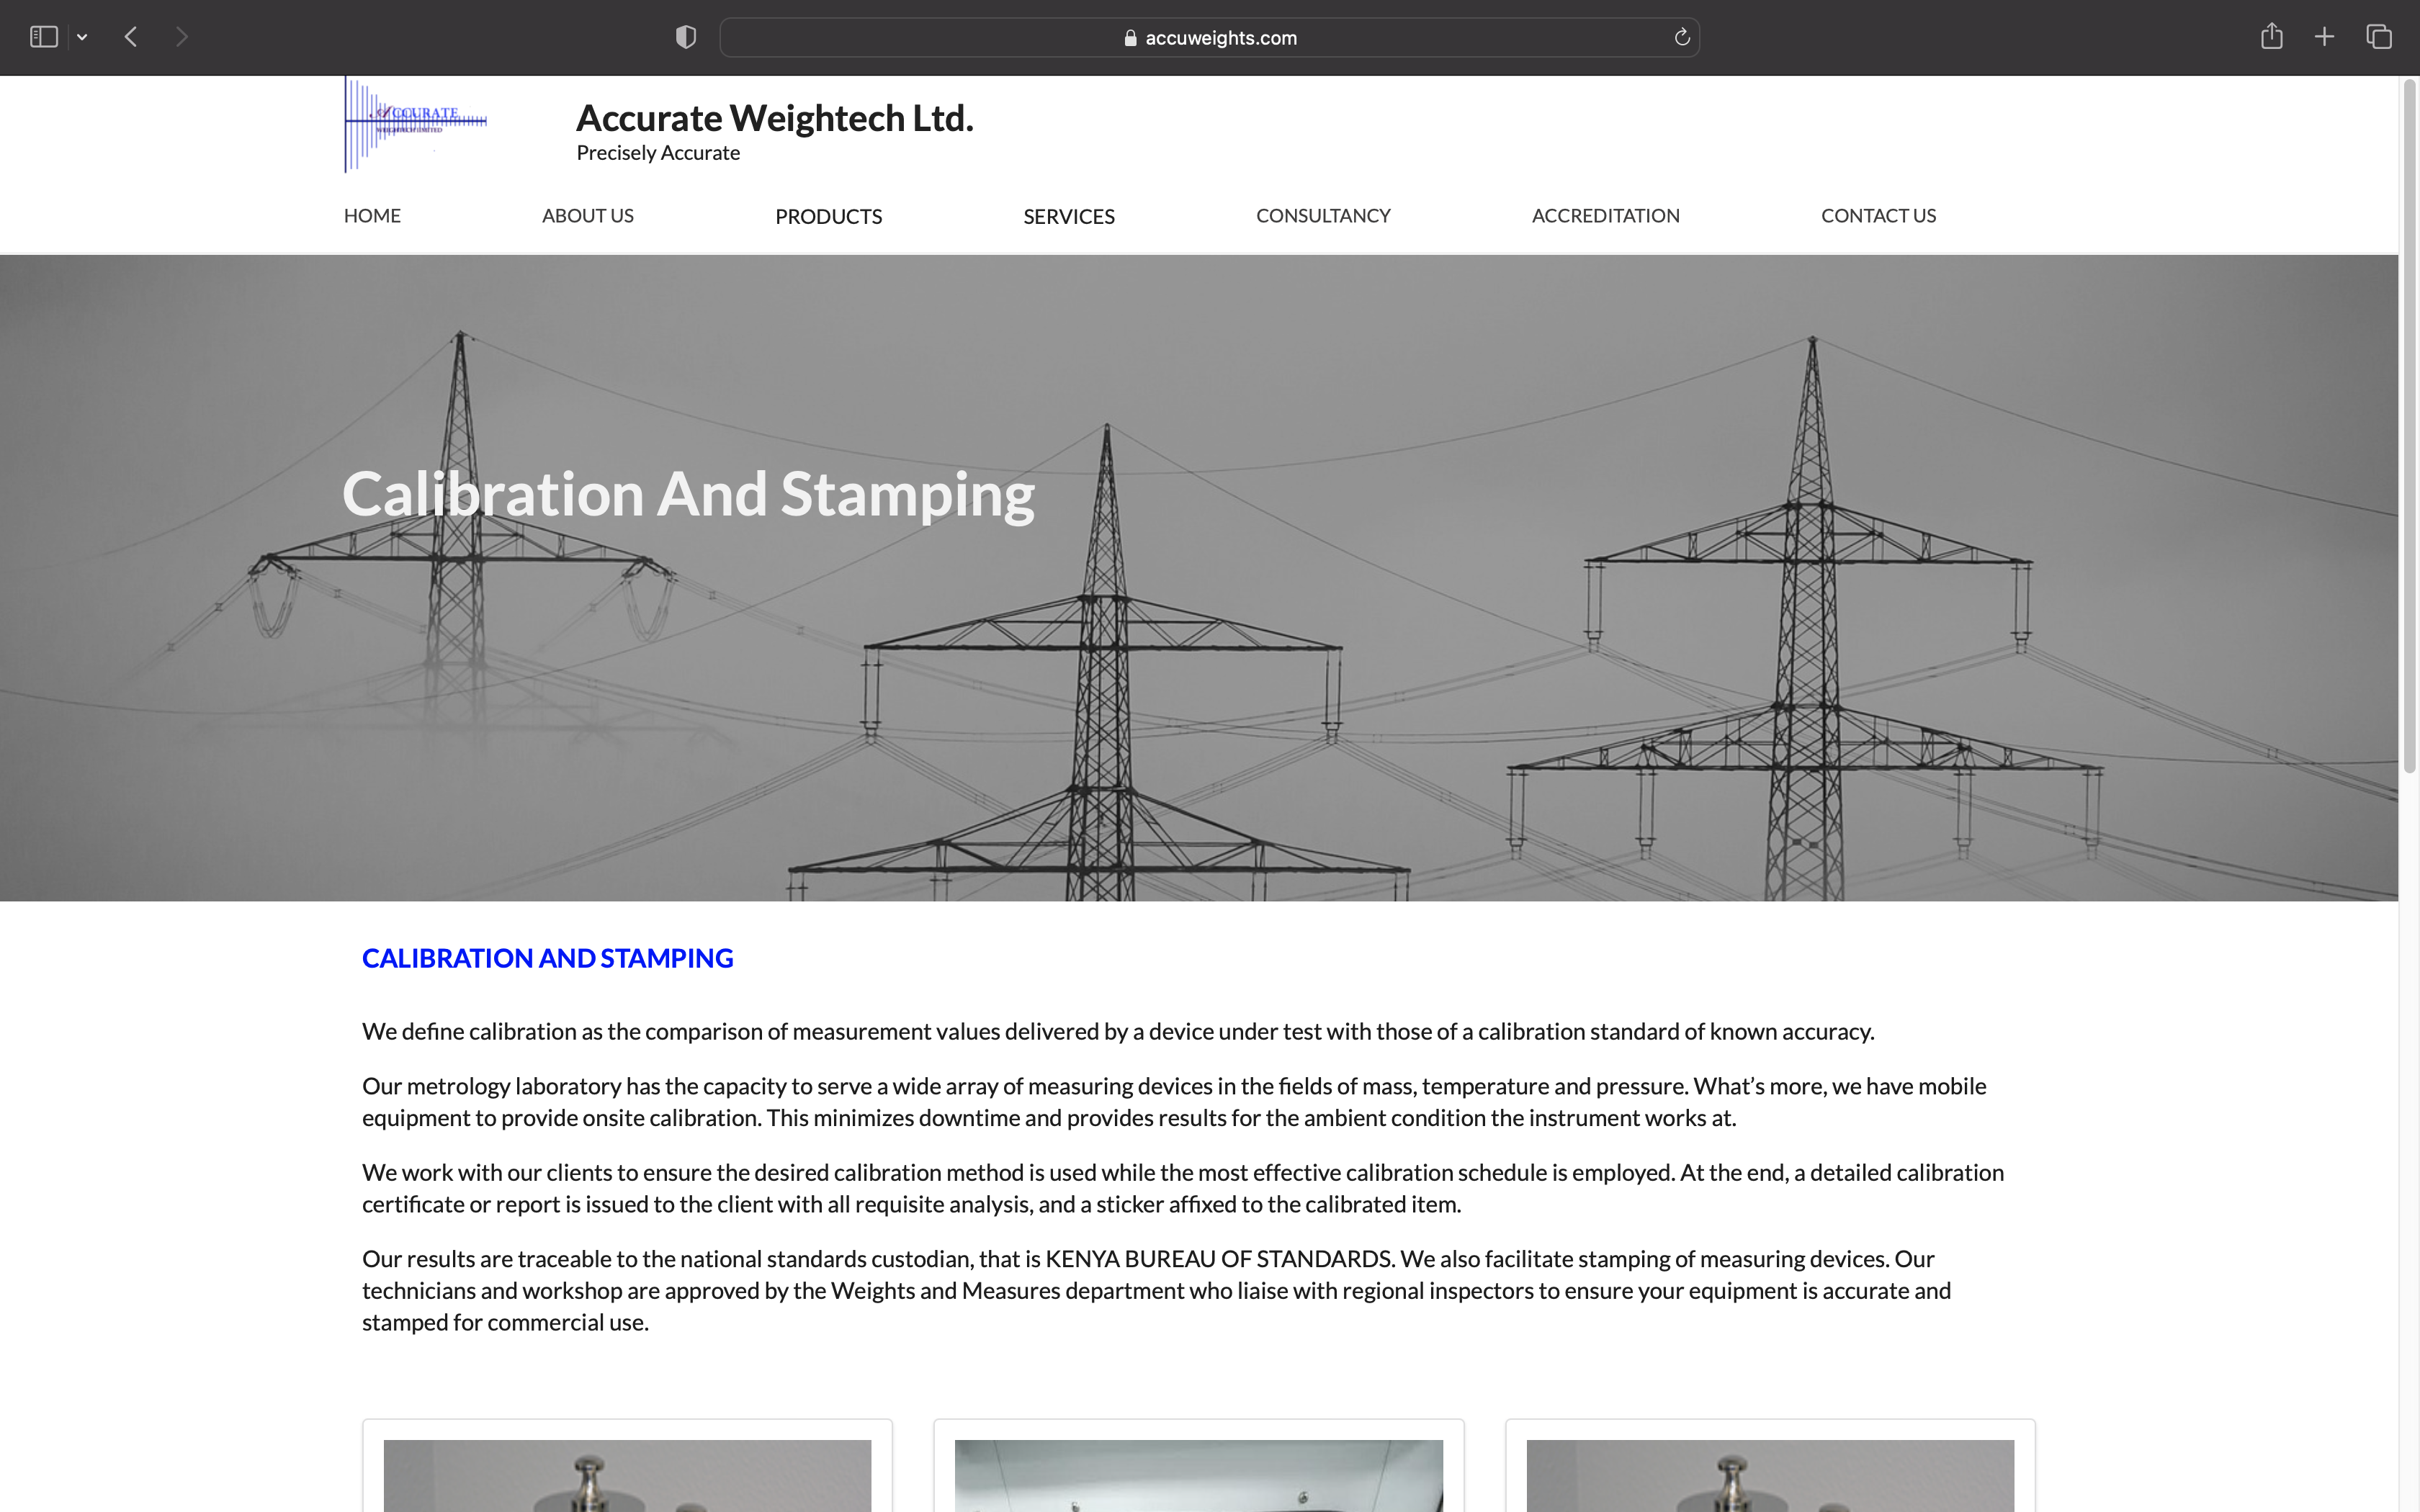 accuweights.com
ACCURATE
WEIGHTECH LIMITED
Accurate Weightech Ltd.
Precisely Accurate
HOME ABOUT US PRODUCTS SERVICES CONSULTANCY ACCREDITATION CONTACT US
Calibration And Stamping
CALIBRATION AND STAMPING
We define calibration as the comparison of measurement values delivered by a device under test with those of a calibration standard of known accuracy.
Our metrology laboratory has the capacity to serve a wide array of measuring devices in the fields of mass, temperature and pressure. What’s more, we have mobile
equipment to provide onsite calibration. This minimizes downtime and provides results for the ambient condition the instrument works at.
We work with our clients to ensure the desired calibration method is used while the most effective calibration schedule is employed. At the end, a detailed calibration
certificate or report is issued to the client with all requisite analysis, and a sticker affixed to the calibrated item.
Our results are traceable to the national standards custodian, that is KENYA BUREAU OF STANDARDS. We also facilitate stamping of measuring devices. Our
technicians and workshop are approved by the Weights and Measures department who liaise with regional inspectors to ensure your equipment is accurate and
stamped for commercial use.